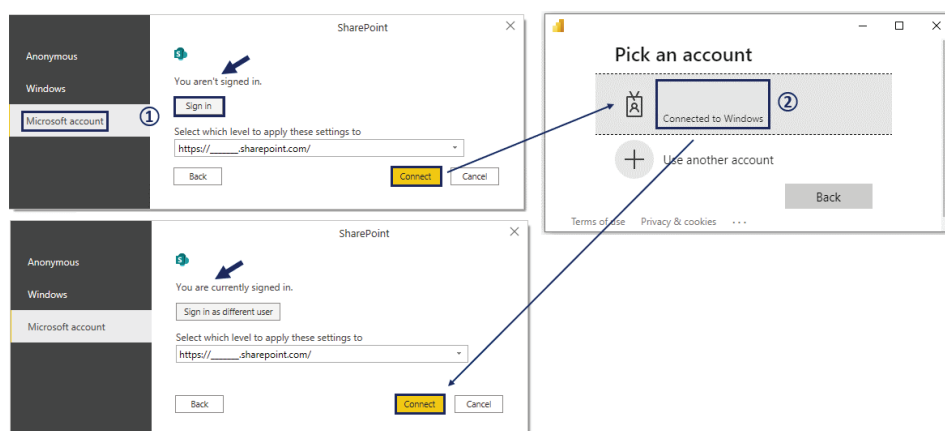 SharePoint
Anonymous
Windows
Microsoft account
①
You aren't signed in.
Sign in
Select which level to apply these settings to
https://______.sharepoint.com/
Back
Connect
Cancel
Pick an account
②
Connected to Windows
Use another account
Back
Terms of use
Privacy & cookies
...
SharePoint
Anonymous
Windows
Microsoft account
You are currently signed in.
Sign in as different user
Select which level to apply these settings to
https://______.sharepoint.com/
Back
Connect
Cancel